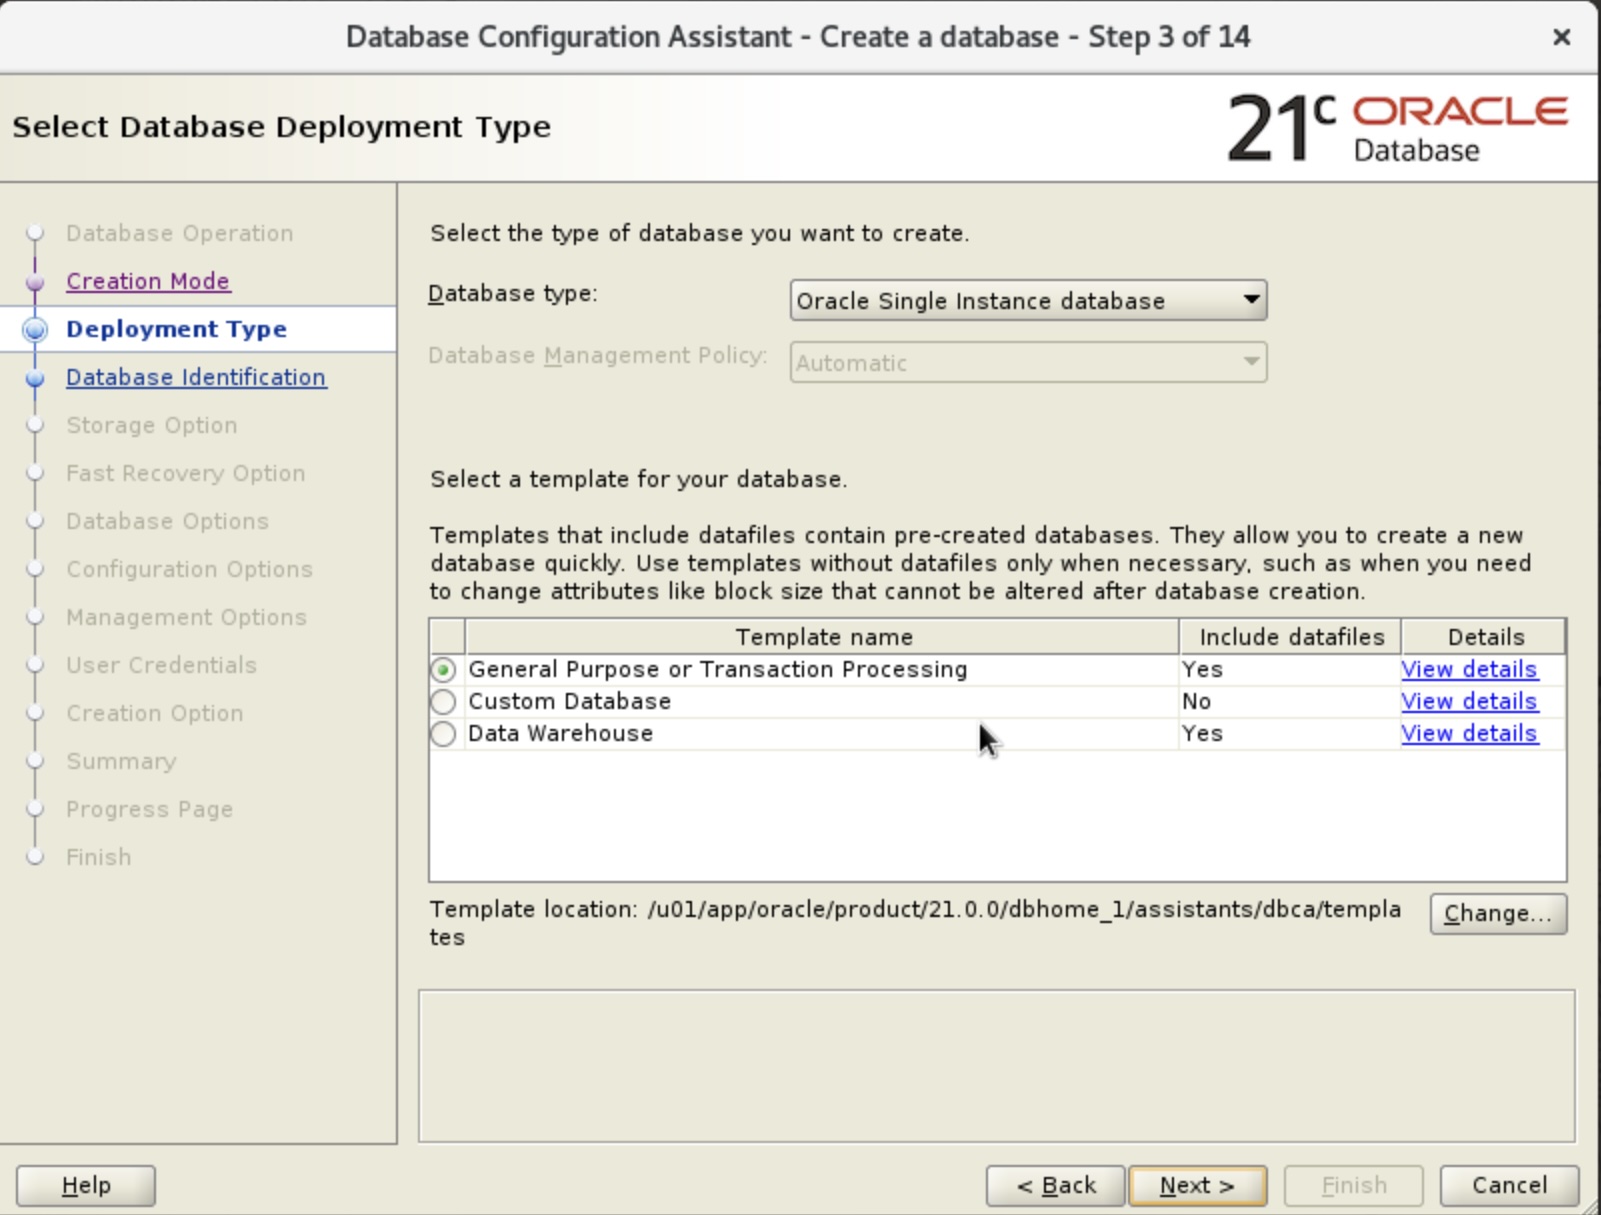 Database Configuration Assistant - Create a database - Step 3 of 14
×
Select Database Deployment Type
21c ORACLE
Database
Database Operation
Creation Mode
Deployment Type
Database Identification
Storage Option
Fast Recovery Option
Database Options
Configuration Options
Management Options
User Credentials
Creation Option
Summary
Progress Page
Finish
Select the type of database you want to create.
Database type: Oracle Single Instance database
Database Management Policy: Automatic
Select a template for your database.
Templates that include datafiles contain pre-created databases. They allow you to create a new
database quickly. Use templates without datafiles only when necessary, such as when you need
to change attributes like block size that cannot be altered after database creation.
Template name Include datafiles Details
General Purpose or Transaction Processing Yes View details
Custom Database No View details
Data Warehouse Yes View details
Template location: /u01/app/oracle/product/21.0.0/dbhome_1/assistants/dbca/templa
tes
Change...
Help < Back Next > Finish Cancel